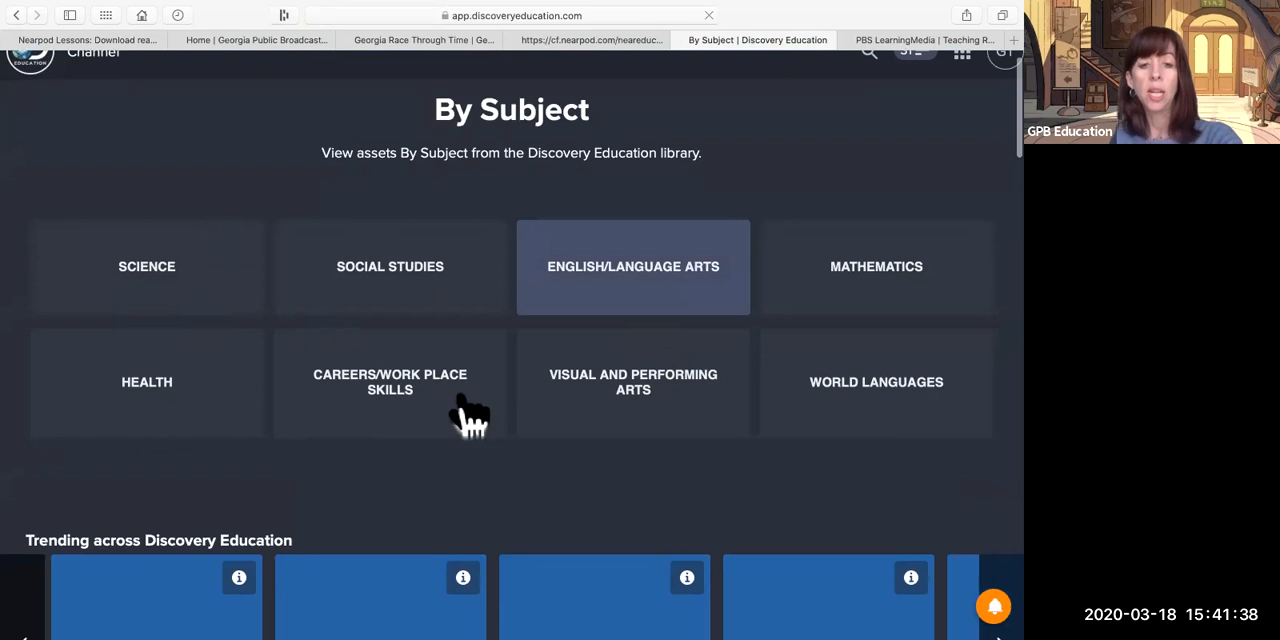 app.discoveryeducation.com
Nearpod Lessons: Download rea...
Home | Georgia Public Broadcast...
Georgia Race Through Time | Ge...
https://cf.nearpod.com/neareduc...
By Subject | Discovery Education
PBS LearningMedia | Teaching R...
EDUCATION
Channel
GT
GPB Education
By Subject
View assets By Subject from the Discovery Education library.
SCIENCE
SOCIAL STUDIES
ENGLISH/LANGUAGE ARTS
MATHEMATICS
HEALTH
CAREERS/WORK PLACE
SKILLS
VISUAL AND PERFORMING
ARTS
WORLD LANGUAGES
Trending across Discovery Education
2020-03-18 15:41:38